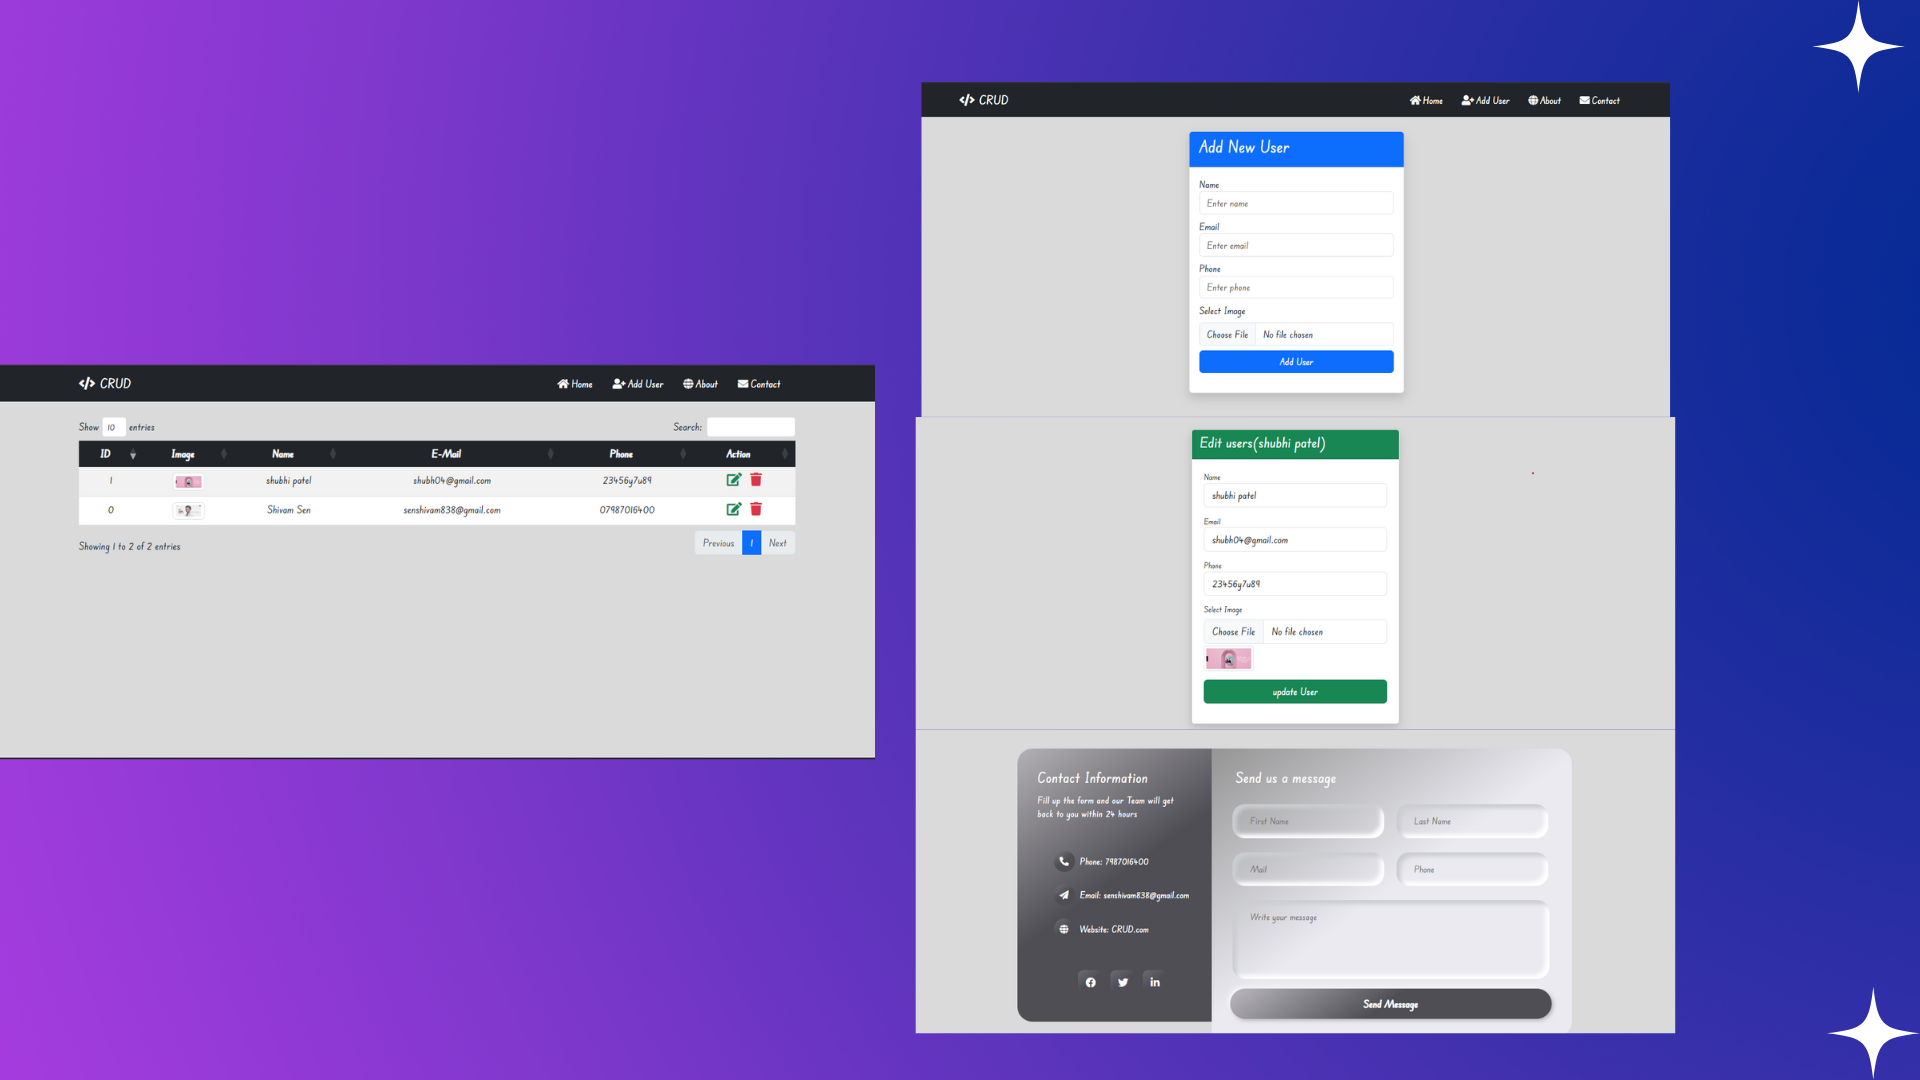 CRUD
Home Add User About Contact
Show 10 entries
Search:
ID Image Name E-Mail Phone Action
1 shubhi patel shubh04@gmail.com 23456y7u89
0 Shivam Sen senshivam838@gmail.com 07987016400
Showing 1 to 2 of 2 entries
Previous 1 Next
CRUD
Home Add User About Contact
Add New User
Name
Enter name
Email
Enter email
Phone
Enter phone
Select Image
Choose File No file chosen
Add User
Edit users(shubhi patel)
Name
shubhi patel
Email
shubh04@gmail.com
Phone
23456y7u89
Select Image
Choose File No file chosen
update User
Contact Information
Fill up the form and our Team will get
back to you within 24 hours
Phone: 7987016400
Email: senshivam838@gmail.com
Website: CRUD.com
Send us a message
First Name Last Name
Mail Phone
Write your message
Send Message